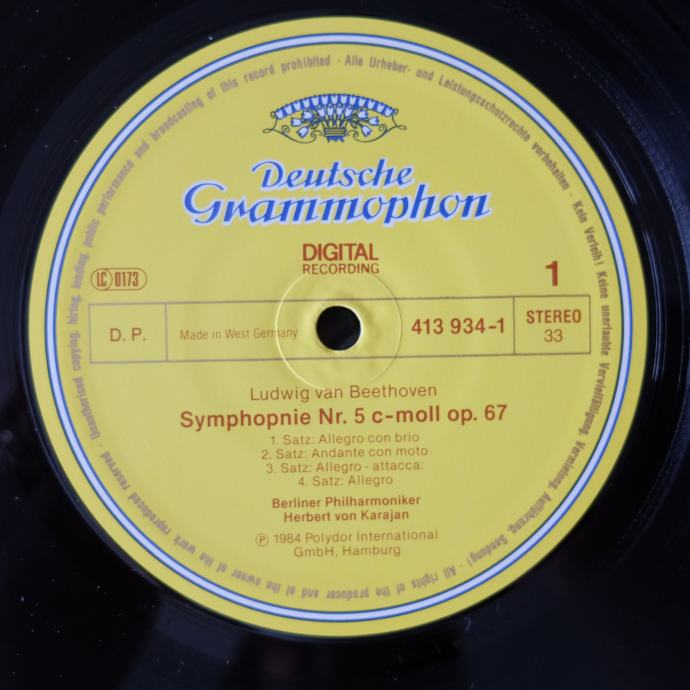 Deutsche
Grammophon
DIGITAL
RECORDING
1
LC 0173
D. P.
Made in West Germany
413 934-1
STEREO
33
Ludwig van Beethoven
Symphopnie Nr. 5 c-moll op. 67
1. Satz: Allegro con brio
2. Satz: Andante con moto
3. Satz: Allegro - attacca:
4. Satz: Allegro
Berliner Philharmoniker
Herbert von Karajan
Ⓟ 1984 Polydor International
GmbH, Hamburg
Alle Urheber- und Leistungsschutzrechte vorbehalten · Kein Verleih! Keine unerlaubte Vervielfältigung, Vermietung, Aufführung, Sendung! · All rights of the producer and of the owner of the work reproduced reserved · Unauthorised copying, hiring, lending, public performance and broadcasting of this record prohibited ·